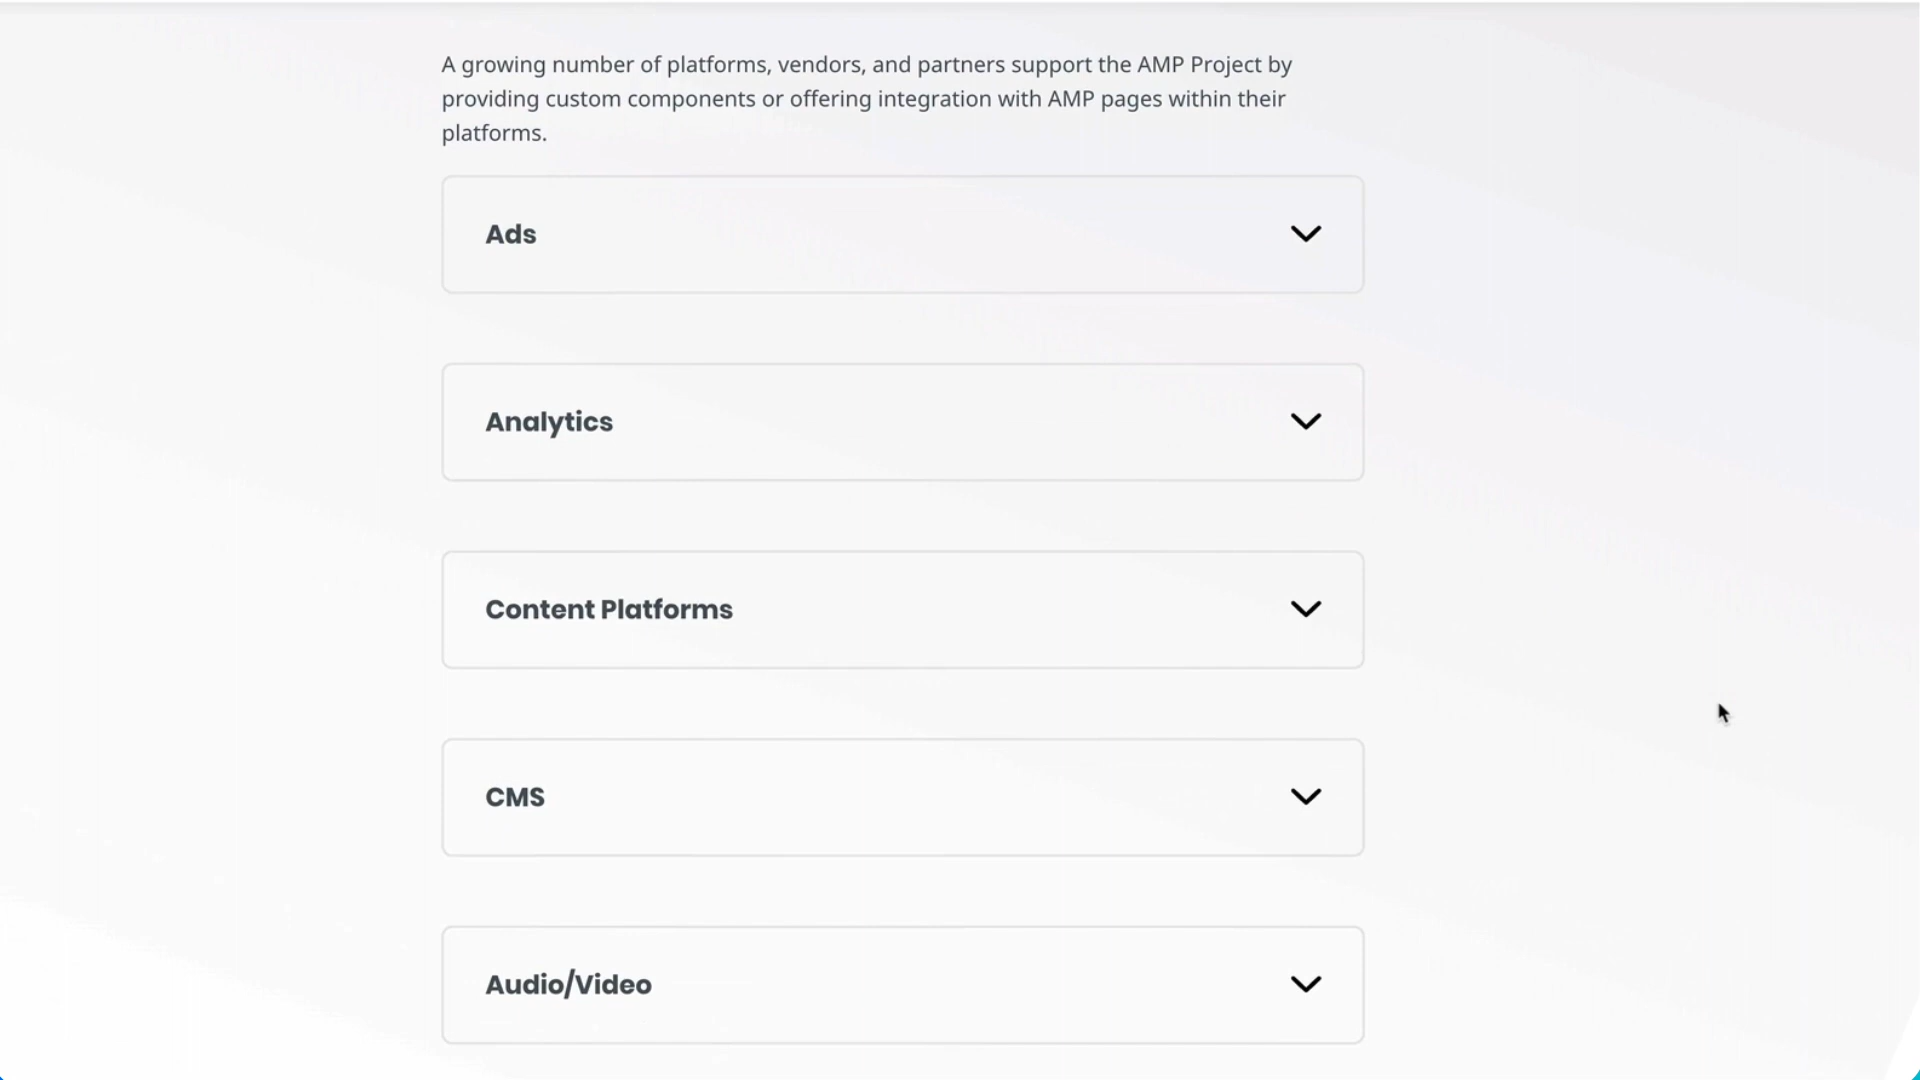 A growing number of platforms, vendors, and partners support the AMP Project by
providing custom components or offering integration with AMP pages within their
platforms.
Ads
Analytics
Content Platforms
CMS
Audio/Video